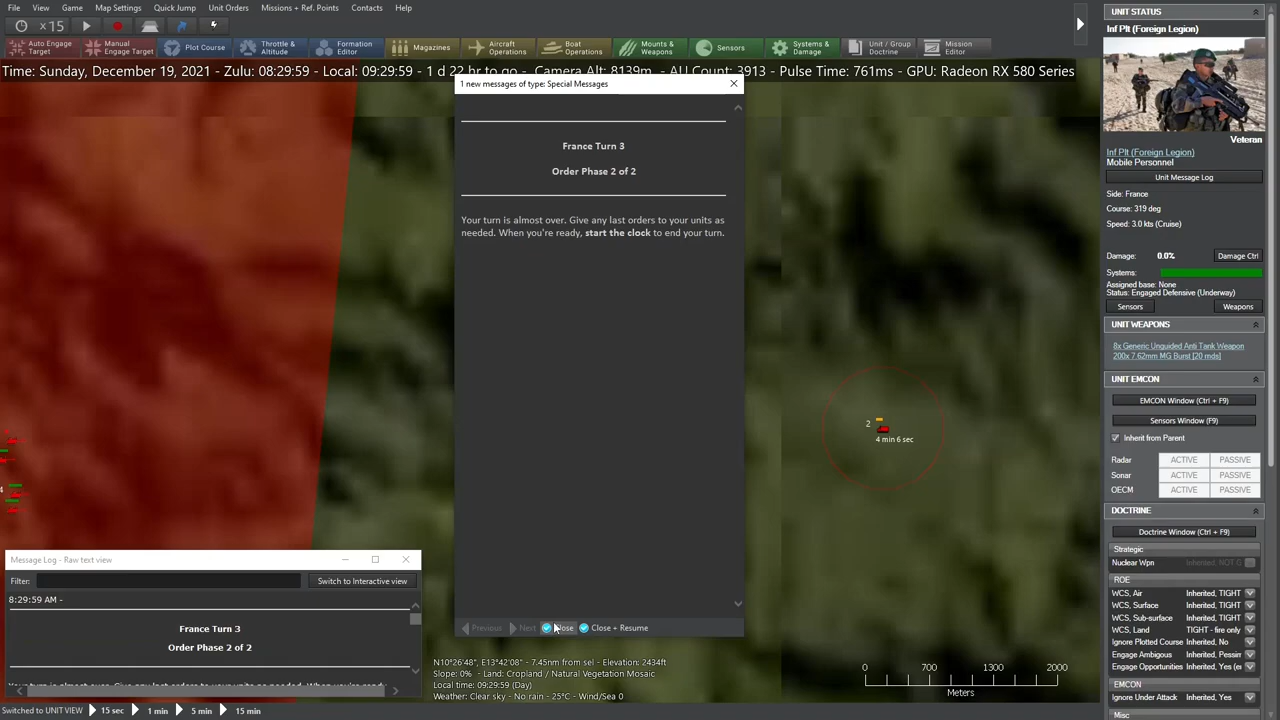 File View Game Map Settings Quick Jump Unit Orders Missions + Ref. Points Contacts Help
×15
Auto Engage Target Manual Engage Target Plot Course Throttle & Altitude Formation Editor Magazines Aircraft Operations Boat Operations Mounts & Weapons Sensors Systems & Damage Unit / Group Doctrine Mission Editor
Time: Sunday, December 19, 2021 - Zulu: 08:29:59 - Local: 09:29:59 - 1 d 22 hr to go - Camera Alt: 8139m. - AU Count: 3913 - Pulse Time: 761ms - GPU: Radeon RX 580 Series
1 new messages of type: Special Messages
France Turn 3
Order Phase 2 of 2
Your turn is almost over. Give any last orders to your units as
needed. When you're ready, start the clock to end your turn.
Previous Next Close Close + Resume
2
4 min 6 sec
Message Log - Raw text view
Filter: Switch to Interactive view
8:29:59 AM -
France Turn 3
Order Phase 2 of 2
N10°26'48", E13°42'08" - 7.45nm from sel - Elevation: 2434ft
Slope: 0% - Land: Cropland / Natural Vegetation Mosaic
Local time: 09:29:59 (Day)
Weather: Clear sky - No rain - 25°C - Wind/Sea 0
0 700 1300 2000
Meters
Switched to UNIT VIEW 15 sec 1 min 5 min 15 min
UNIT STATUS
Inf Plt (Foreign Legion)
Veteran
Inf Plt (Foreign Legion)
Mobile Personnel
Unit Message Log
Side: France
Course: 319 deg
Speed: 3.0 kts (Cruise)
Damage: 0.0% Damage Ctrl
Systems:
Assigned base: None
Status: Engaged Defensive (Underway)
Sensors Weapons
UNIT WEAPONS
8x Generic Unguided Anti Tank Weapon
200x 7.62mm MG Burst [20 rnds]
UNIT EMCON
EMCON Window (Ctrl + F9)
Sensors Window (F9)
Inherit from Parent
Radar ACTIVE PASSIVE
Sonar ACTIVE PASSIVE
OECM ACTIVE PASSIVE
DOCTRINE
Doctrine Window (Ctrl + F9)
Strategic
Nuclear Wpn Inherited, NOT G
ROE
WCS, Air Inherited, TIGHT
WCS, Surface Inherited, TIGHT
WCS, Sub-surface Inherited, TIGHT
WCS, Land TIGHT - fire only
Ignore Plotted Course Inherited, No
Engage Ambiguous Inherited, Pessim
Engage Opportunities Inherited, Yes (e
EMCON
Ignore Under Attack Inherited, Yes
Misc